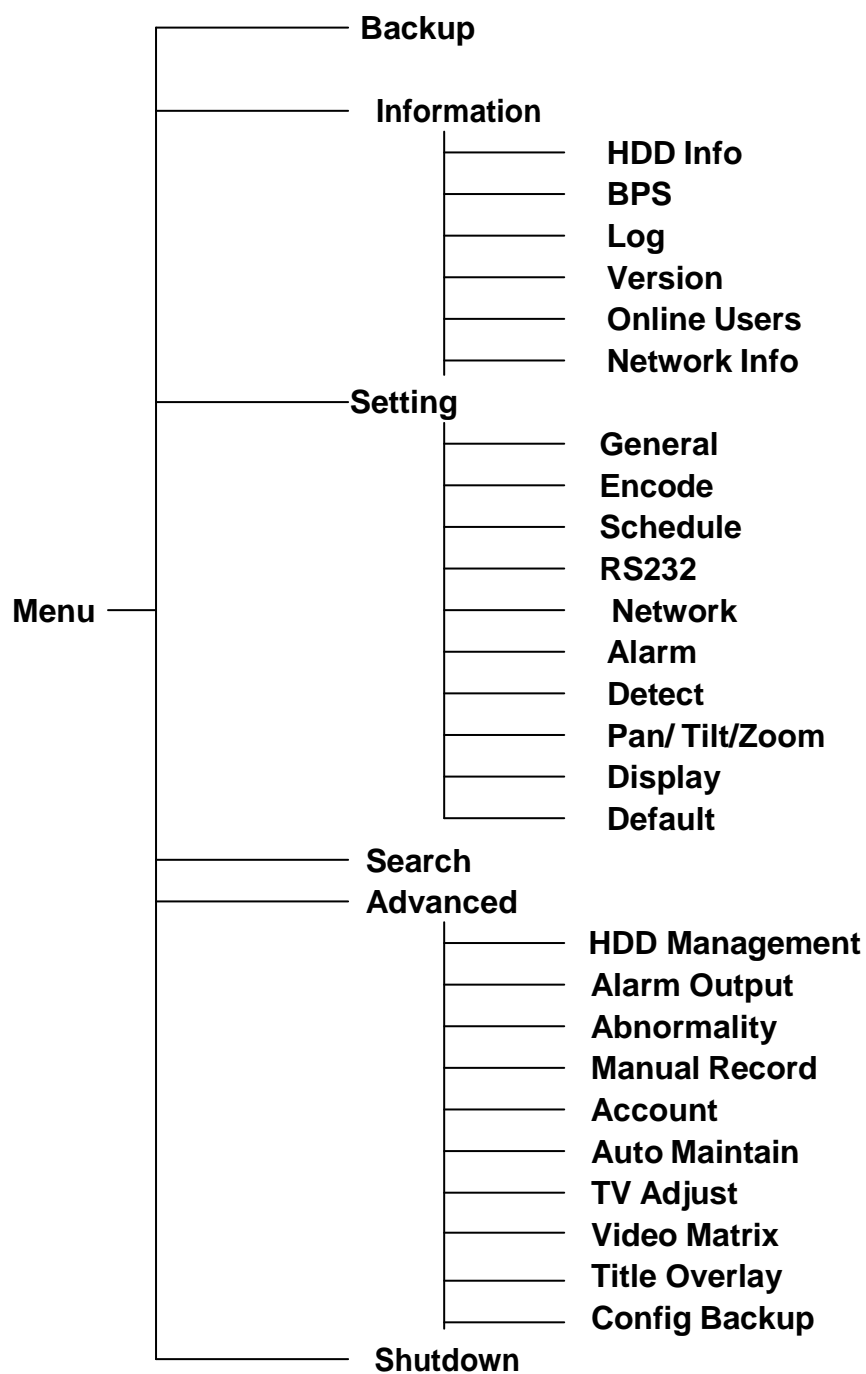 Backup
Information
HDD Info
BPS
Log
Version
Online Users
Network Info
Setting
General
Encode
Schedule
RS232
Menu
Network
Alarm
Detect
Pan/ Tilt/Zoom
Display
Default
Search
Advanced
HDD Management
Alarm Output
Abnormality
Manual Record
Account
Auto Maintain
TV Adjust
Video Matrix
Title Overlay
Config Backup
Shutdown